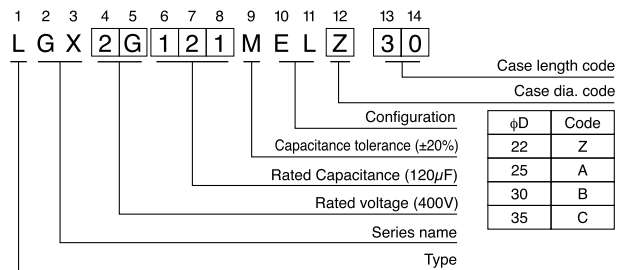 1 2 3 4 5 6 7 8 9 10 11 12 13 14
L G X 2 G 1 2 1 M E L Z 3 0
Case length code
Case dia. code
Configuration
Capacitance tolerance (±20%)
Rated Capacitance (120µF)
Rated voltage (400V)
Series name
Type
φD Code
22 Z
25 A
30 B
35 C